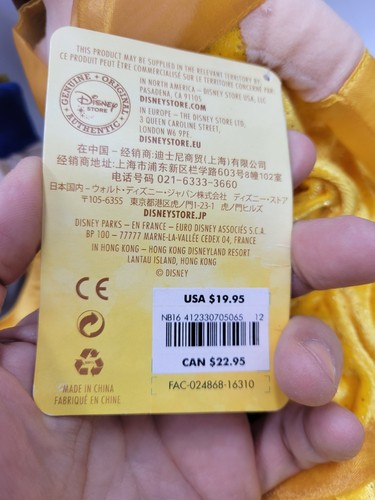 THIS PRODUCT MAY BE SUPPLIED IN THE RELEVANT TERRITORY BY
CE PRODUIT PEUT ÊTRE COMMERCIALISÉ SUR LE TERRITOIRE CONCERNÉ PAR
IN NORTH AMERICA – DISNEY STORE USA, LLC
PASADENA, CA 91105
DISNEYSTORE.COM
GENUINE • ORIGINAL
Disney
STORE
AUTHENTIC
IN EUROPE – THE DISNEY STORE LTD,
3 QUEEN CAROLINE STREET,
LONDON W6 9PE.
DISNEYSTORE.EU
在中国 - 经销商:迪士尼商贸(上海)有限公司
经销商地址:上海市浦东新区栏学路603号8幢102室
电话号码 021-6333-3660
日本国内 – ウォルト・ディズニー・ジャパン株式会社 ディズニーストア
〒105-6355 東京都港区虎ノ門1-23-1 虎ノ門ヒルズ
DISNEYSTORE.JP
DISNEY PARKS – EN FRANCE – EURO DISNEY ASSOCIÉS S.C.A.
BP 100 – 77777 MARNE-LA-VALLÉE CEDEX 04, FRANCE
IN HONG KONG – HONG KONG DISNEYLAND RESORT
LANTAU ISLAND, HONG KONG
© DISNEY
CE
USA $19.95
NB16 412330705065 12
CAN $22.95
FAC-024868-16310
MADE IN CHINA
FABRIQUÉ EN CHINE